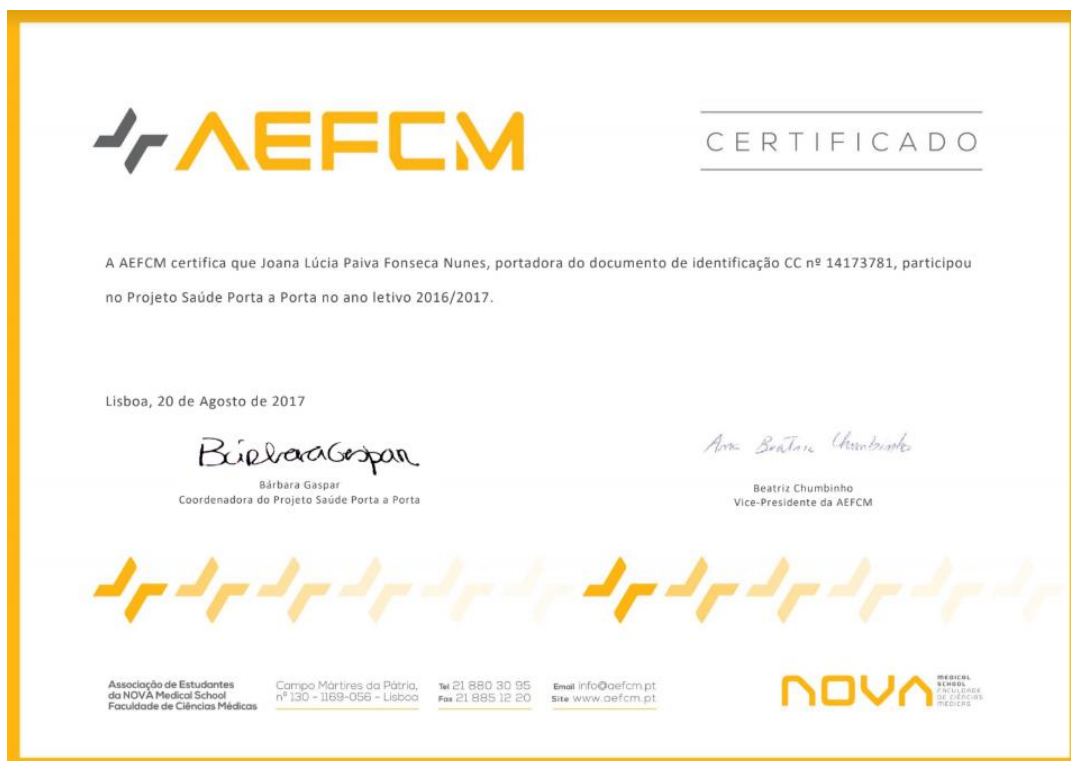 AEFCM
CERTIFICADO
A AEFCM certifica que Joana Lúcia Paiva Fonseca Nunes, portadora do documento de identificação CC nº 14173781, participou
no Projeto Saúde Porta a Porta no ano letivo 2016/2017.
Lisboa, 20 de Agosto de 2017
Bárbara Gaspar
Ana Beatriz Chumbinho
Bárbara Gaspar
Coordenadora do Projeto Saúde Porta a Porta
Beatriz Chumbinho
Vice-Presidente da AEFCM
Associação de Estudantes
da NOVA Medical School
Faculdade de Ciências Médicas
Campo Mártires da Pátria,
nº 130 - 1169-056 - Lisboa
Tel 21 880 30 95
Fax 21 885 12 20
Email info@aefcm.pt
Site www.aefcm.pt
NOVA
MEDICAL
SCHOOL
FACULDADE
DE CIÊNCIAS
MÉDICAS